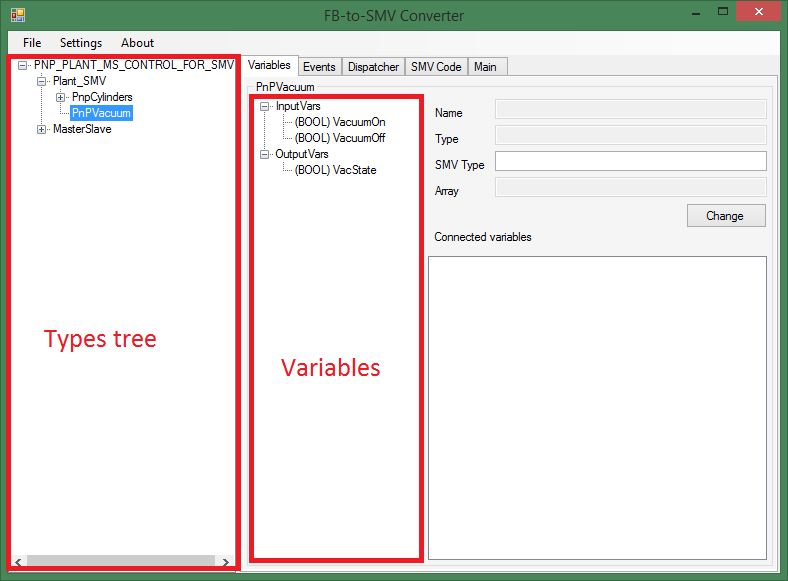 FB-to-SMV Converter
File Settings About
PNP_PLANT_MS_CONTROL_FOR_SMV
Plant_SMV
PnpCylinders
PnPVacuum
MasterSlave
Types tree
Variables Events Dispatcher SMV Code Main
PnPVacuum
InputVars
(BOOL) VacuumOn
(BOOL) VacuumOff
OutputVars
(BOOL) VacState
Variables
Name
Type
SMV Type
Array
Change
Connected variables